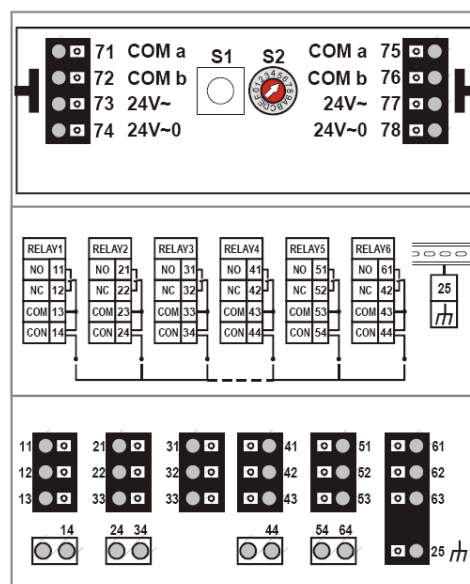 71 COM a S1 S2 COM a 75
72 COM b COM b 76
73 24V~ 24V~ 77
74 24V~0 24V~0 78
0123456789ABCDEF
RELAY1 RELAY2 RELAY3 RELAY4 RELAY5 RELAY6
NO 11 NO 21 NO 31 NO 41 NO 51 NO 61
NC 12 NC 22 NC 32 NC 42 NC 52 NC 42
COM 13 COM 23 COM 33 COM 43 COM 53 COM 43
CON 14 CON 24 CON 34 CON 44 CON 54 CON 44
25
11 21 31 41 51 61
12 22 32 42 52 62
13 33 33 43 53 63
14 24 34 44 54 64
25